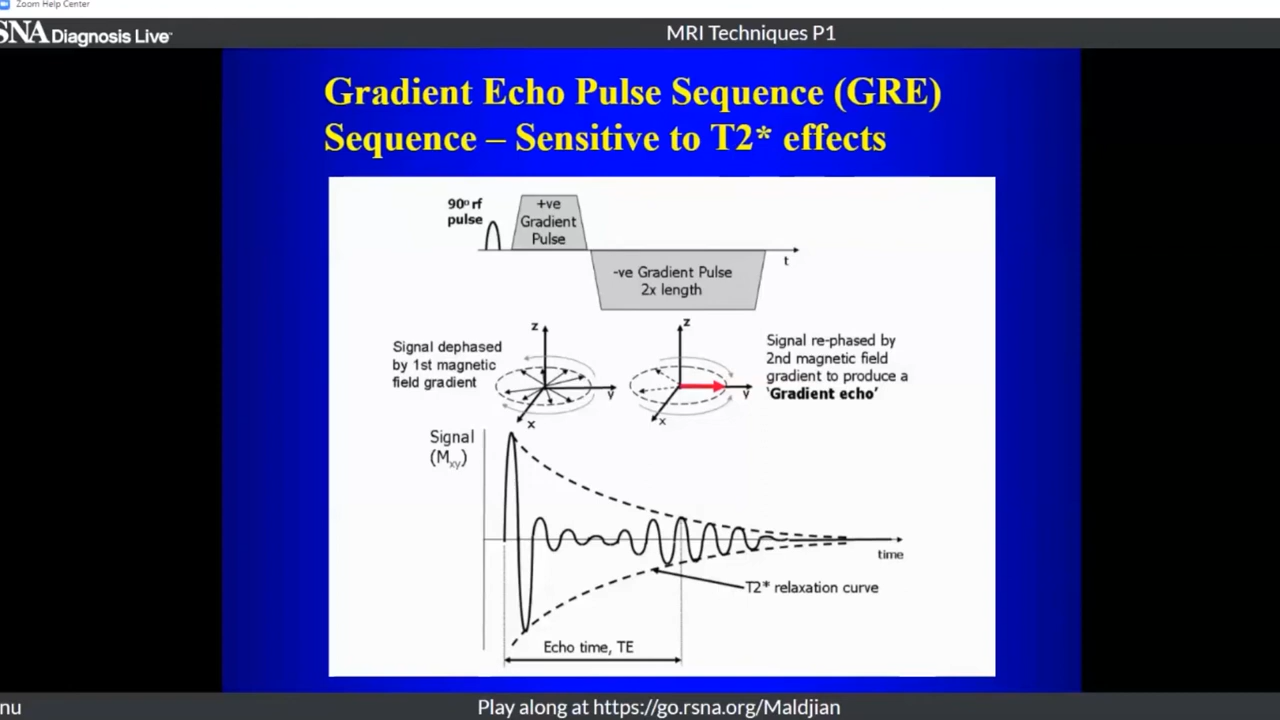 Zoom Help Center
SNA Diagnosis Live™
MRI Techniques P1
Gradient Echo Pulse Sequence (GRE)
Sequence – Sensitive to T2* effects
90º rf
pulse
+ve
Gradient
Pulse
t
-ve Gradient Pulse
2x length
Signal dephased
by 1st magnetic
field gradient
z
y
x
z
y
x
Signal re-phased by
2nd magnetic field
gradient to produce a
‘Gradient echo’
Signal
(Mxy)
time
T2* relaxation curve
Echo time, TE
nu
Play along at https://go.rsna.org/Maldjian